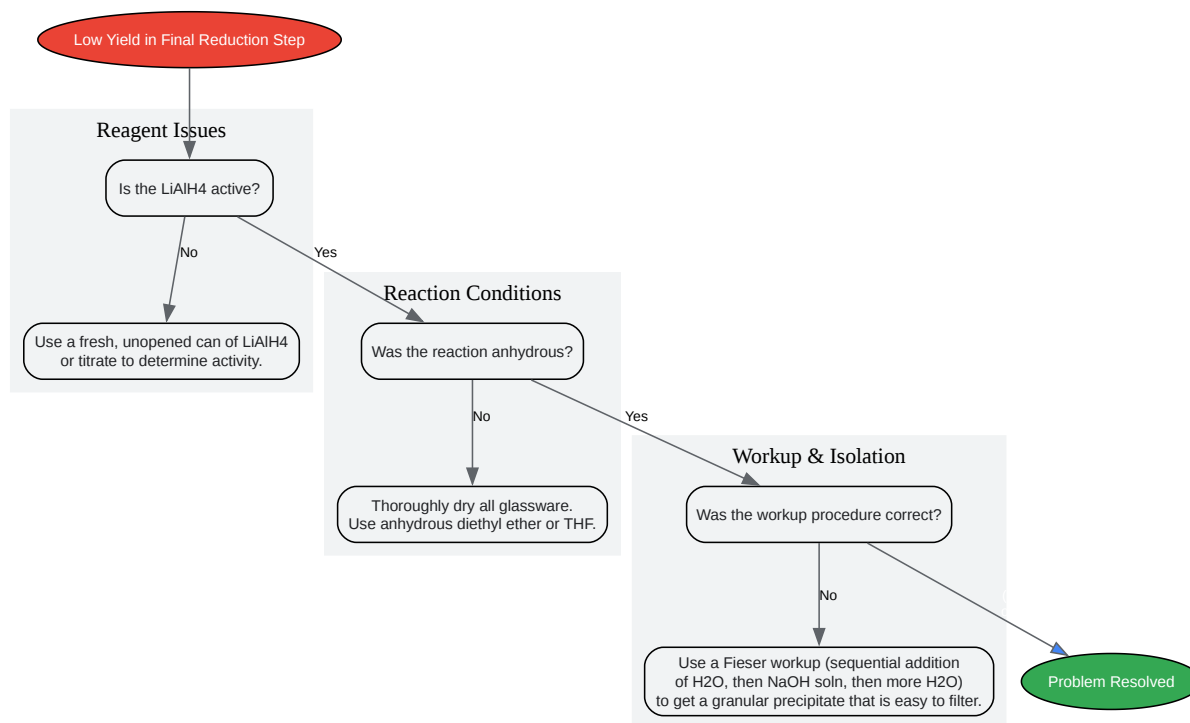 Low Yield in Final Reduction Step
Reagent Issues
Is the LiAlH4 active?
No
Yes
Use a fresh, unopened can of LiAlH4
or titrate to determine activity.
Reaction Conditions
Was the reaction anhydrous?
No
Yes
Thoroughly dry all glassware.
Use anhydrous diethyl ether or THF.
Workup & Isolation
Was the workup procedure correct?
No
Use a Fieser workup (sequential addition
of H2O, then NaOH soln, then more H2O)
to get a granular precipitate that is easy to filter.
Problem Resolved